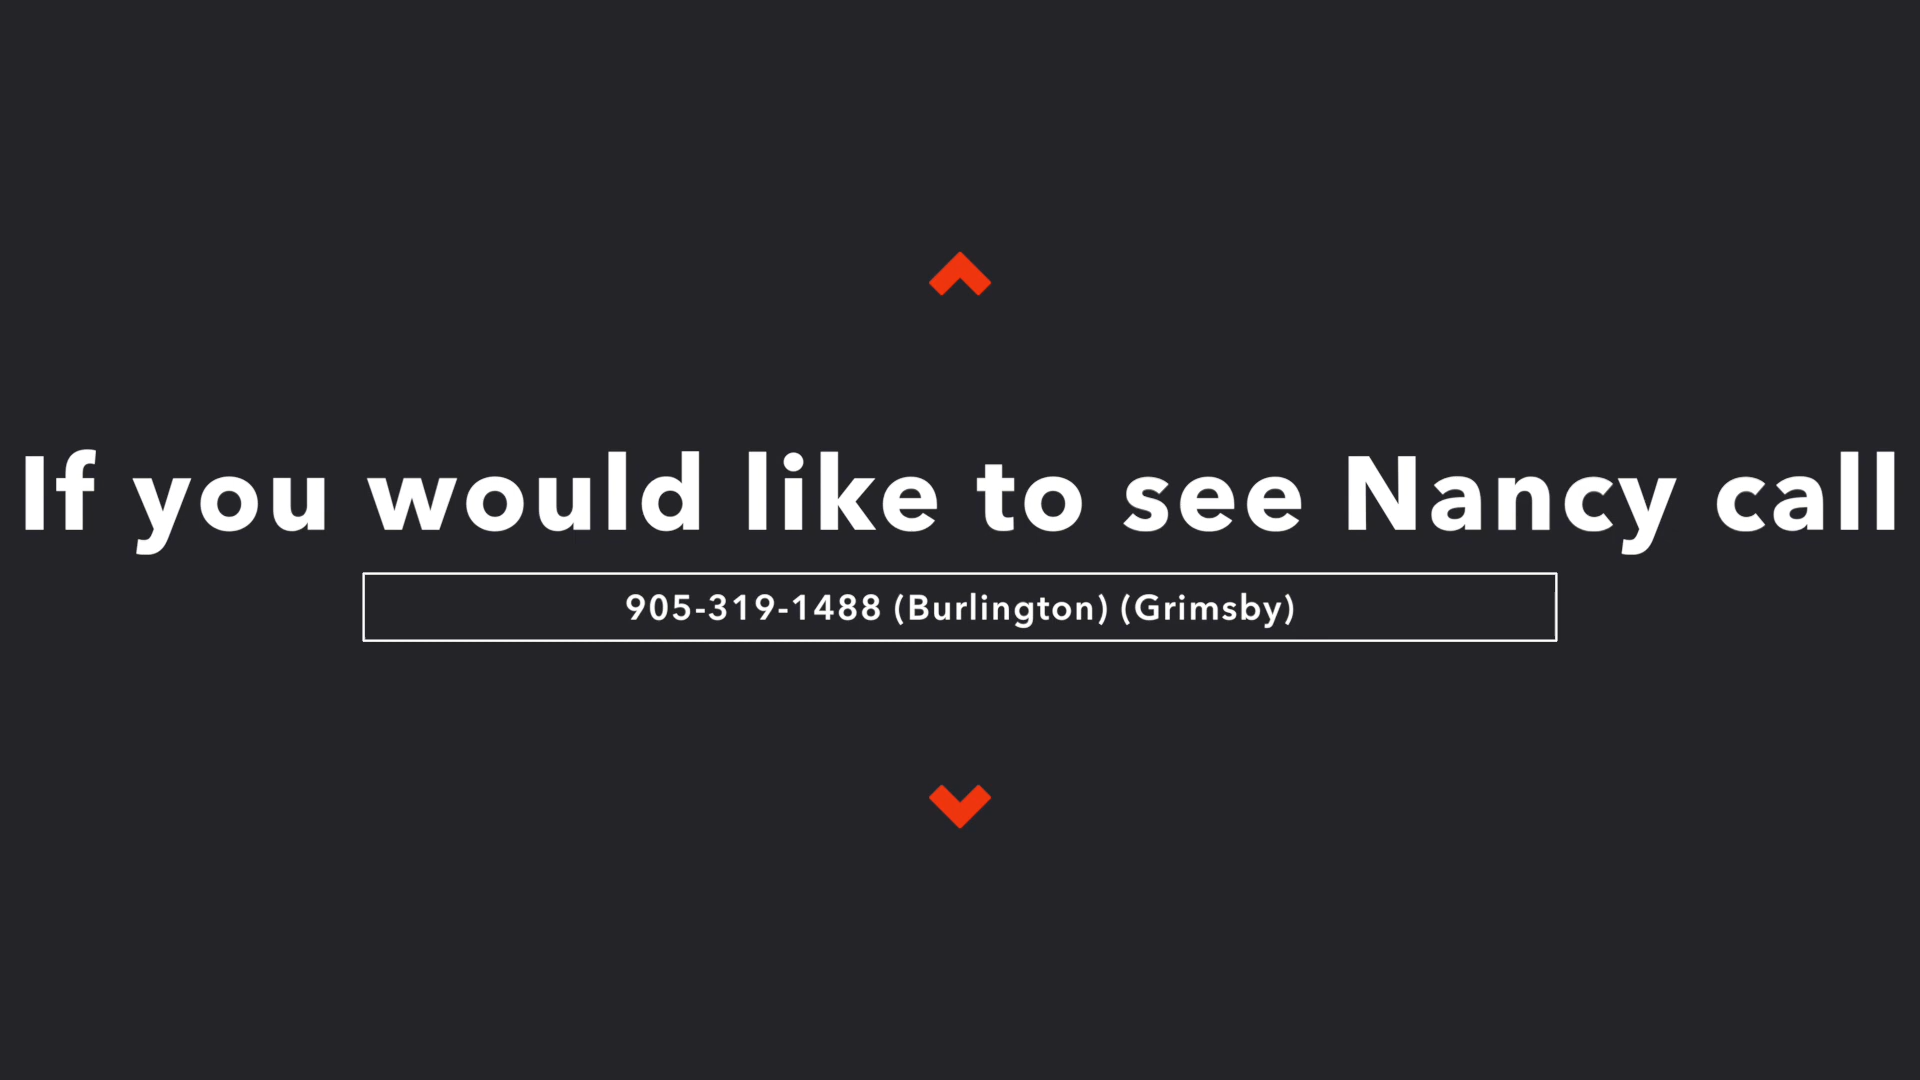 If you would like to see Nancy call
905-319-1488 (Burlington) (Grimsby)